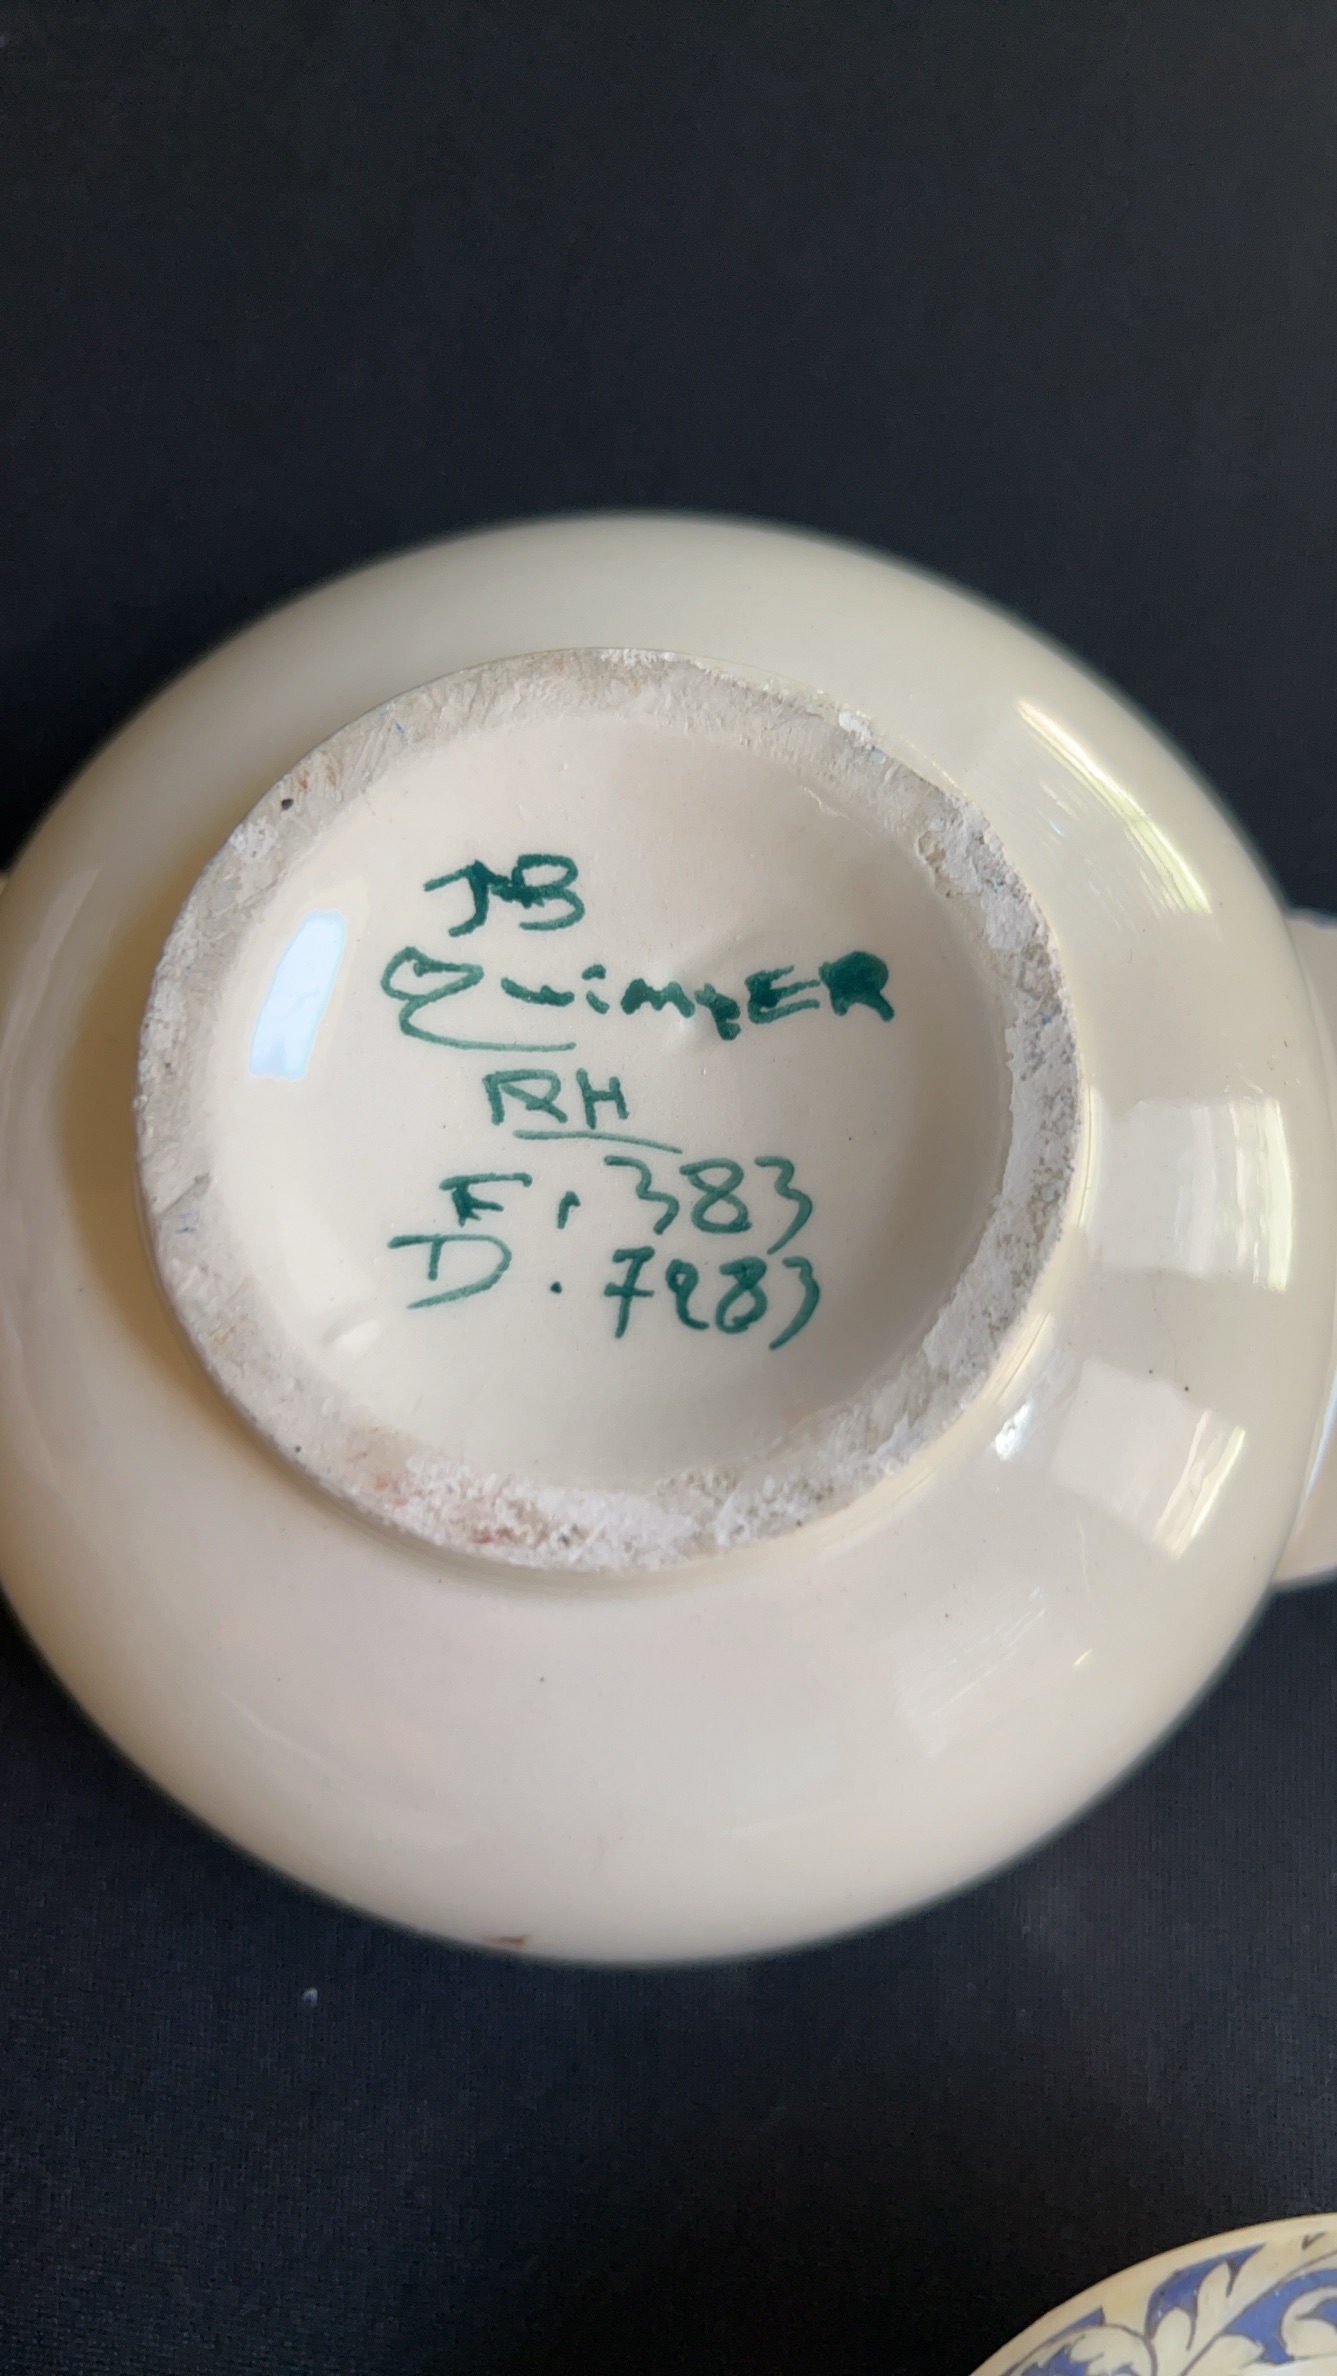 HB
QuimpER
RH
F. 383
D. 7283